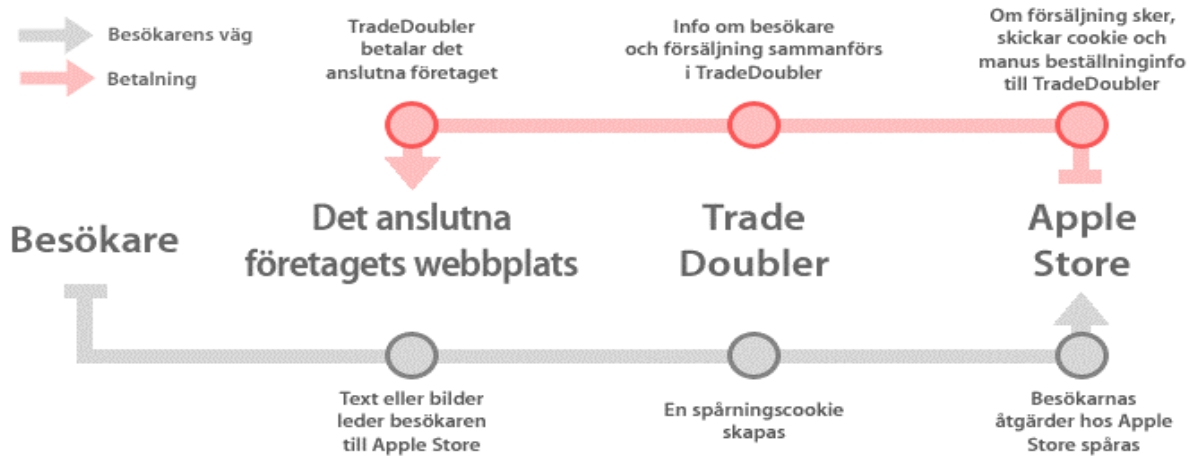 Besökarens väg
Betalning
TradeDoubler
betalar det
anslutna företaget
Info om besökare
och försäljning sammanförs
i TradeDoubler
Om försäljning sker,
skickar cookie och
manus beställninginfo
till TradeDoubler
Besökare
Det anslutna
företagets webbplats
Trade
Doubler
Apple
Store
Text eller bilder
leder besökaren
till Apple Store
En spårningscookie
skapas
Besökarnas
åtgärder hos Apple
Store spåras